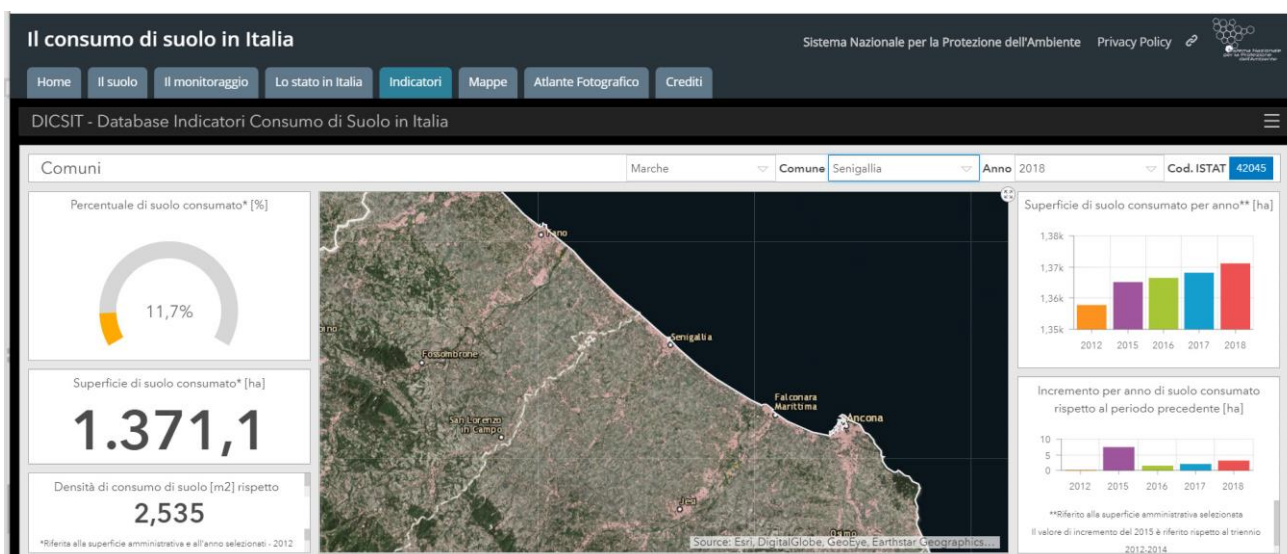 Il consumo di suolo in Italia
Sistema Nazionale per la Protezione dell'Ambiente Privacy Policy
Sistema Nazionale
per la Protezione
dell'Ambiente
Home Il suolo Il monitoraggio Lo stato in Italia Indicatori Mappe Atlante Fotografico Crediti
DICSIT - Database Indicatori Consumo di Suolo in Italia
Comuni Marche Comune Senigallia Anno 2018 Cod. ISTAT 42045
Percentuale di suolo consumato* [%]
11,7%
Superficie di suolo consumato* [ha]
1.371,1
Densità di consumo di suolo [m2] rispetto
2,535
*Riferita alla superficie amministrativa e all'anno selezionati - 2012
Fano
Senigallia
Fossombrone
San Lorenzo
in Campo
Falconara
Marittima
Ancona
Jesi
Osimo
Source: Esri, DigitalGlobe, GeoEye, Earthstar Geographics...
Superficie di suolo consumato per anno** [ha]
1,38k
1,37k
1,36k
1,35k
2012 2015 2016 2017 2018
Incremento per anno di suolo consumato
rispetto al periodo precedente [ha]
10
5
0
2012 2015 2016 2017 2018
**Riferito alla superficie amministrativa selezionata
Il valore di incremento del 2015 è riferito rispetto al triennio
2012-2014